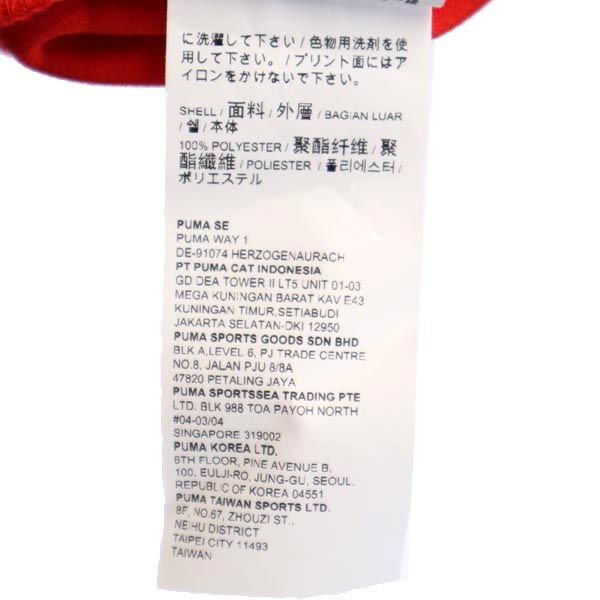 に洗濯して下さい / 色物用洗剤を使
用して下さい。 / プリント面にはア
イロンをかけないで下さい。
SHELL / 面料 / 外層 / BAGIAN LUAR
/ 쉘 / 本体
100% POLYESTER / 聚酯纤维 / 聚
酯纖維 / POLIESTER / 폴리에스터 /
ポリエステル
PUMA SE
PUMA WAY 1
DE-91074 HERZOGENAURACH
PT PUMA CAT INDONESIA
GD DEA TOWER II LT5 UNIT 01-03
MEGA KUNINGAN BARAT KAV E43
KUNINGAN TIMUR,SETIABUDI
JAKARTA SELATAN-DKI 12950
PUMA SPORTS GOODS SDN BHD
BLK A,LEVEL 6, PJ TRADE CENTRE
NO.8, JALAN PJU 8/8A
47820 PETALING JAYA
PUMA SPORTSSEA TRADING PTE
LTD. BLK 988 TOA PAYOH NORTH
#04-03/04
SINGAPORE 319002
PUMA KOREA LTD.
6TH FLOOR, PINE AVENUE B,
100, EULJI-RO, JUNG-GU, SEOUL,
REPUBLIC OF KOREA 04551
PUMA TAIWAN SPORTS LTD.
8F, NO.67, ZHOUZI ST.,
NEIHU DISTRICT
TAIPEI CITY 11493
TAIWAN